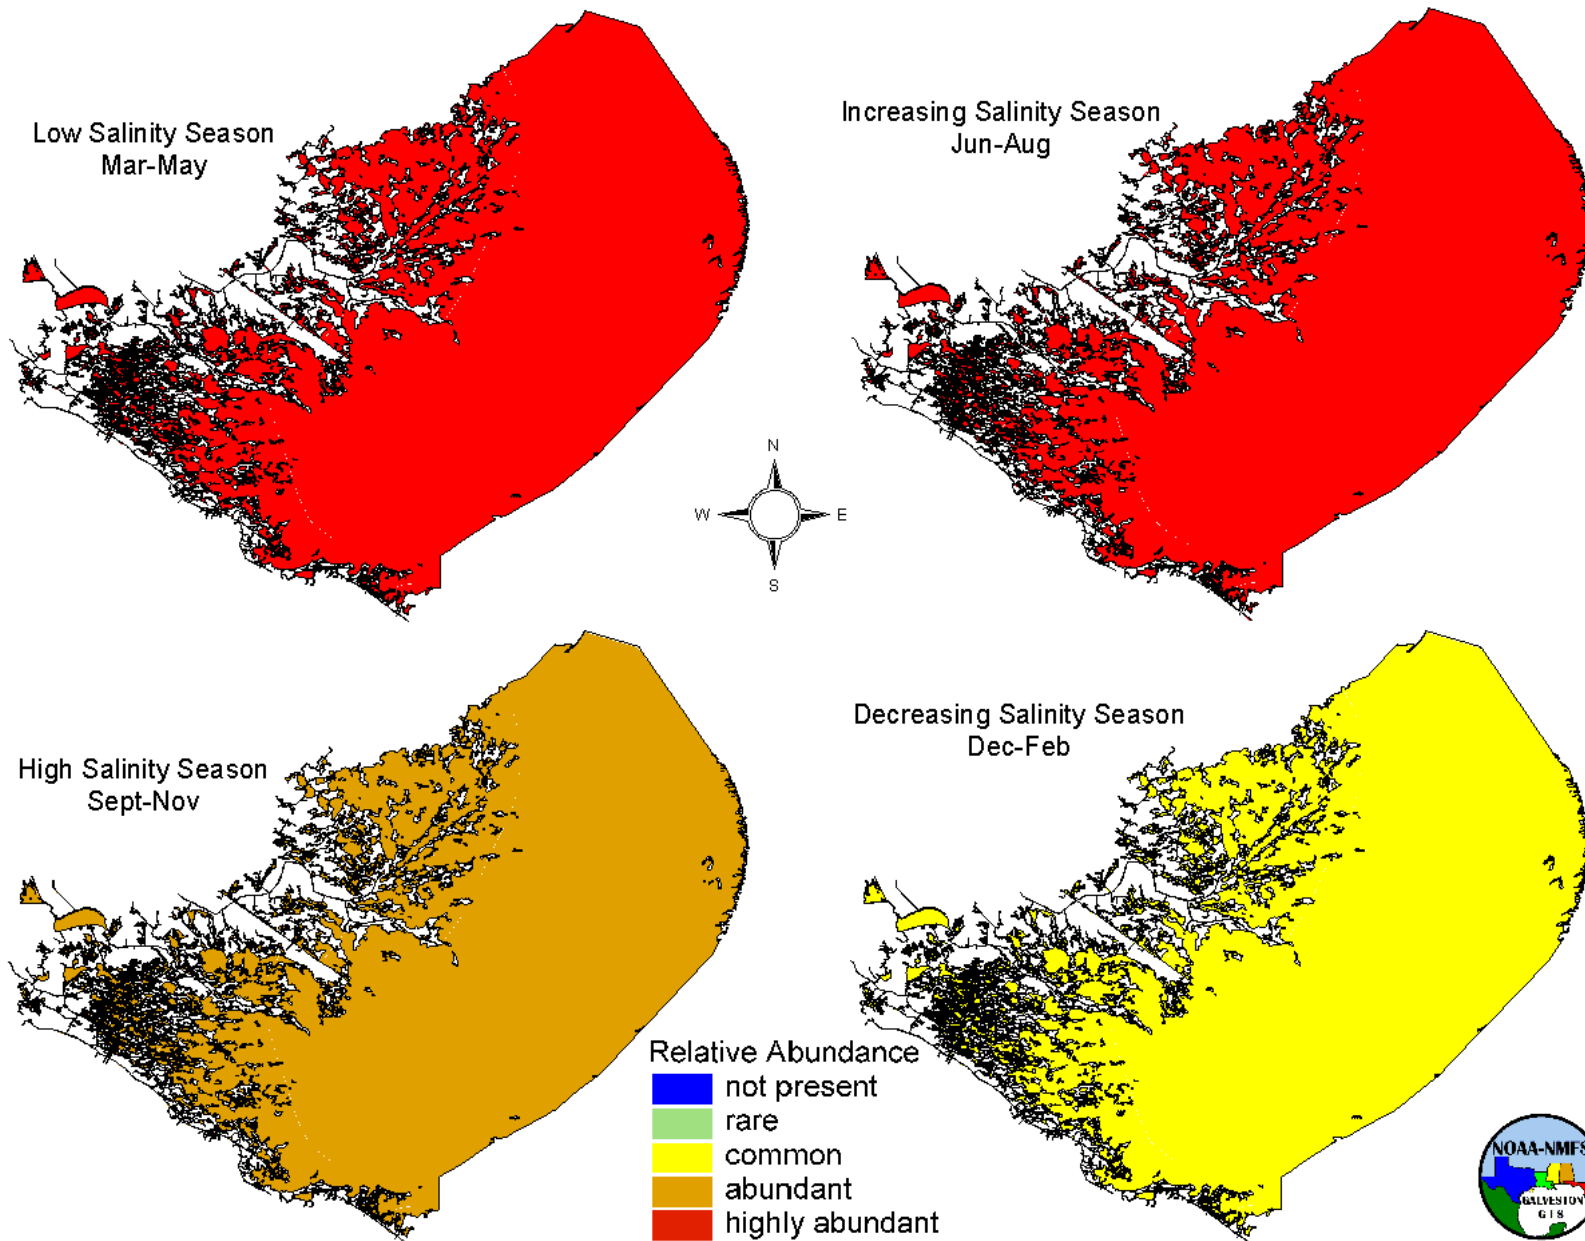 Low Salinity Season
Mar-May
Increasing Salinity Season
Jun-Aug
N
W
E
S
High Salinity Season
Sept-Nov
Decreasing Salinity Season
Dec-Feb
Relative Abundance
not present
rare
common
abundant
highly abundant
NOAA-NMFS
GALVESTON
GIS